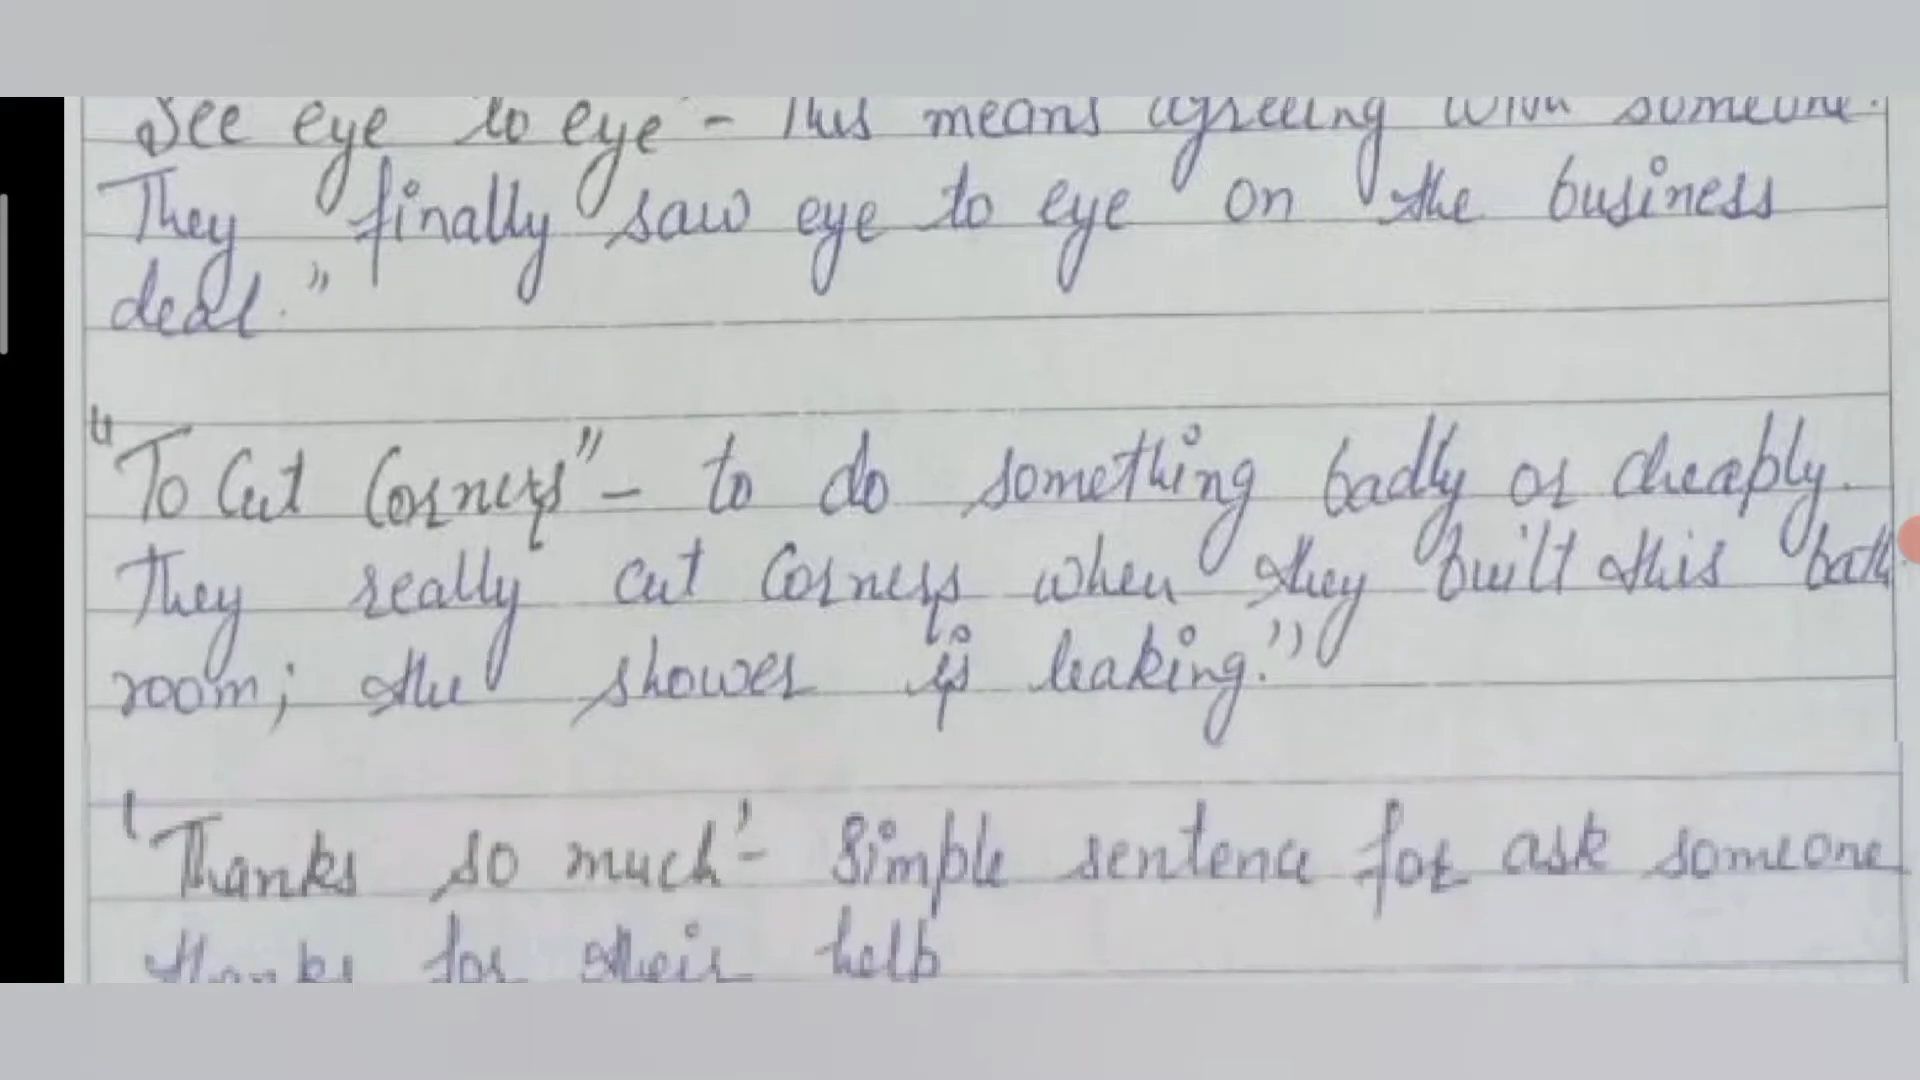 See eye to eye - This means agreeing with someone.
They finally saw eye to eye on the business
deal."
"To Cut Corners" - to do something badly or cheaply.
They really cut Corners when they built this bath
room; the shower is leaking."
'Thanks so much' - Simple sentence for ask someone
thanks for their help